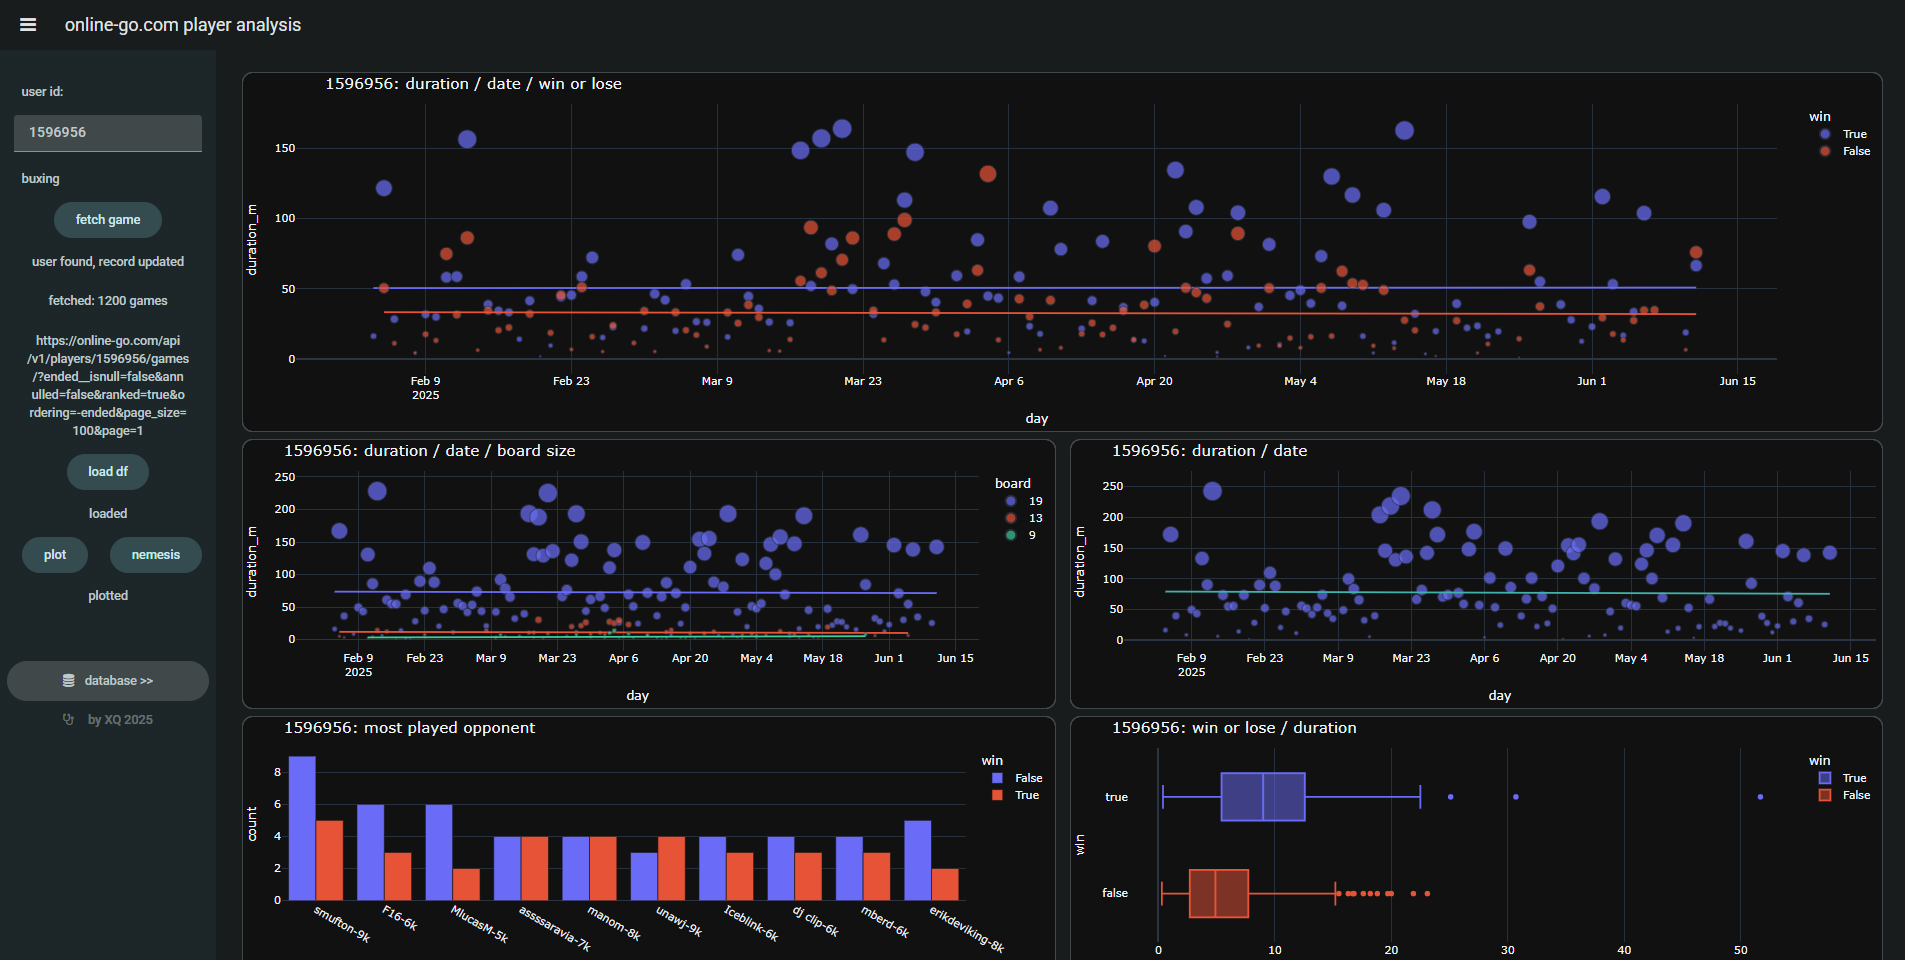 online-go.com player analysis
user id:
1596956
buxing
fetch game
user found, record updated
fetched: 1200 games
https://online-go.com/api
/v1/players/1596956/games
/?ended__isnull=false&ann
ulled=false&ranked=true&o
rdering=-ended&page_size=
100&page=1
load df
loaded
plot
nemesis
plotted
database >>
by XQ 2025
1596956: duration / date / win or lose
win
True
False
duration_m
150
100
50
0
Feb 9
2025
Feb 23
Mar 9
Mar 23
Apr 6
Apr 20
May 4
May 18
Jun 1
Jun 15
day
1596956: duration / date / board size
board
19
13
9
duration_m
250
200
150
100
50
0
Feb 9
2025
Feb 23
Mar 9
Mar 23
Apr 6
Apr 20
May 4
May 18
Jun 1
Jun 15
day
1596956: duration / date
duration_m
250
200
150
100
50
0
Feb 9
2025
Feb 23
Mar 9
Mar 23
Apr 6
Apr 20
May 4
May 18
Jun 1
Jun 15
day
1596956: most played opponent
win
False
True
count
8
6
4
2
0
smufton-9k
F16-6k
MlucasM-5k
assssaravia-7k
manom-8k
unawj-9k
Iceblink-6k
dj clip-6k
mberd-6k
erikdeviking-8k
1596956: win or lose / duration
win
True
False
win
true
false
0
10
20
30
40
50